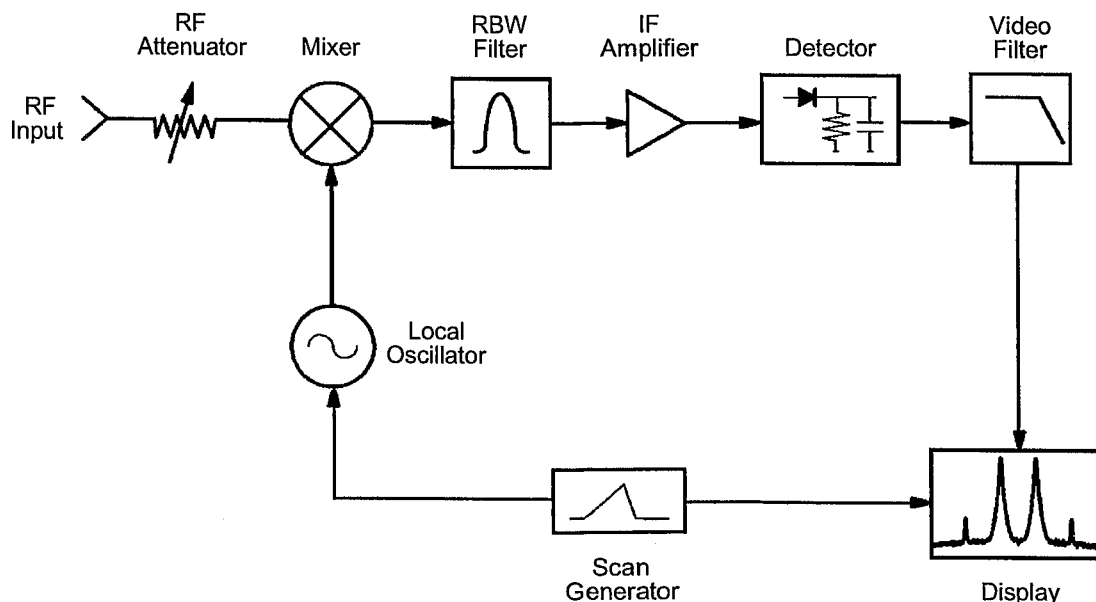 RF
Attenuator
Mixer
RBW
Filter
IF
Amplifier
Detector
Video
Filter
RF
Input
Local
Oscillator
Scan
Generator
Display